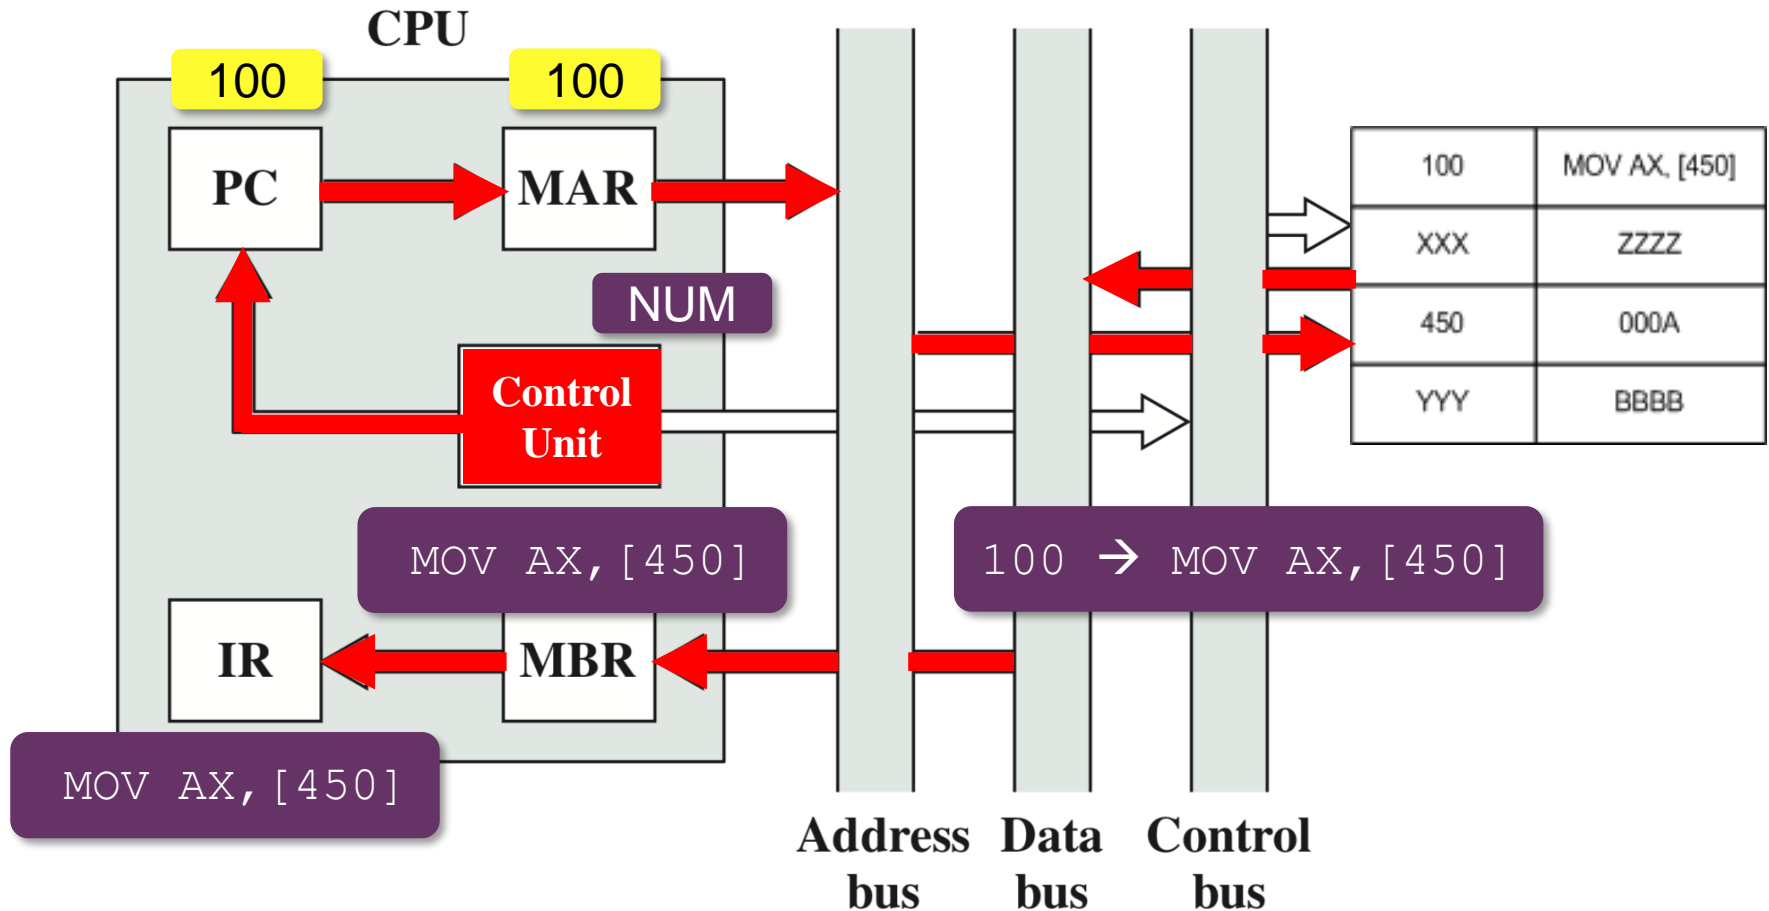 CPU
100
100
PC
MAR
NUM
Control
Unit
MOV AX,[450]
IR
MBR
MOV AX,[450]
100 → MOV AX,[450]
100 MOV AX, [450]
XXX ZZZZ
450 000A
YYY BBBB
Address
bus
Data
bus
Control
bus